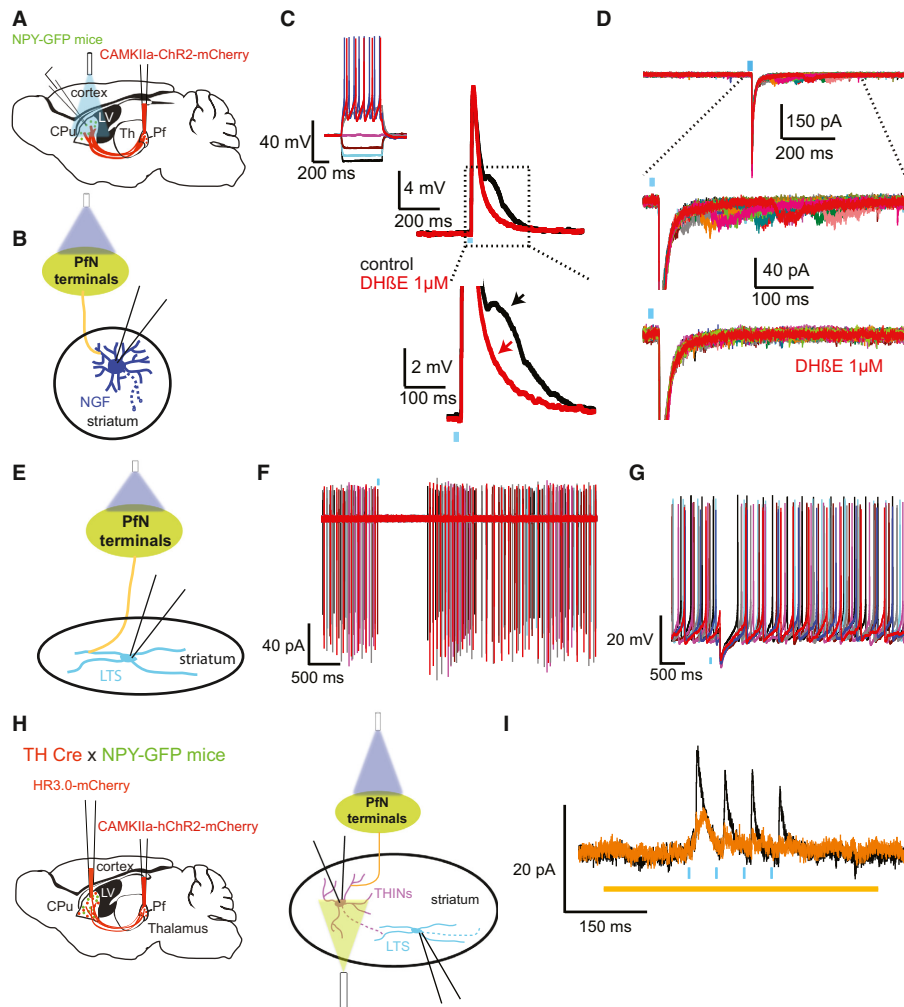 A
NPY-GFP mice
CAMKIIa-ChR2-mCherry
cortex
LV
CPu
Th
Pf
B
PfN
terminals
NGF
striatum
C
40 mV
200 ms
4 mV
200 ms
control
DHßE 1µM
2 mV
100 ms
D
150 pA
200 ms
40 pA
100 ms
DHßE 1µM
E
PfN
terminals
striatum
LTS
F
40 pA
500 ms
G
20 mV
500 ms
H
TH Cre x NPY-GFP mice
HR3.0-mCherry
CAMKIIa-hChR2-mCherry
cortex
LV
CPu
Pf
Thalamus
PfN
terminals
THINs
striatum
LTS
I
20 pA
150 ms